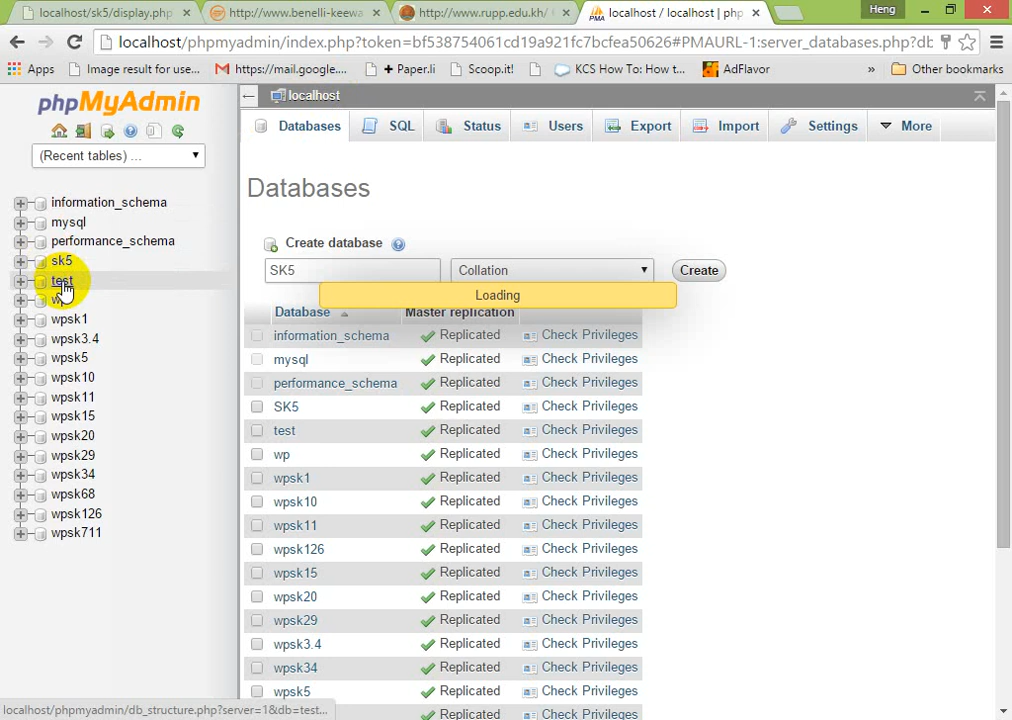 localhost/sk5/display.php
http://www.benelli-keewa
http://www.rupp.edu.kh/
localhost / localhost | php
Heng
localhost/phpmyadmin/index.php?token=bf538754061cd19a921fc7bcfea50626#PMAURL-1:server_databases.php?db
Apps
Image result for use...
https://mail.google....
+ Paper.li
Scoop.it!
KCS How To: How t...
AdFlavor
»
Other bookmarks
phpMyAdmin
(Recent tables) ...
information_schema
mysql
performance_schema
sk5
test
wp
wpsk1
wpsk3.4
wpsk5
wpsk10
wpsk11
wpsk15
wpsk20
wpsk29
wpsk34
wpsk68
wpsk126
wpsk711
localhost
Databases
SQL
Status
Users
Export
Import
Settings
More
Databases
Create database
SK5
Collation
Create
Loading
Database
Master replication
information_schema Replicated Check Privileges
mysql Replicated Check Privileges
performance_schema Replicated Check Privileges
SK5 Replicated Check Privileges
test Replicated Check Privileges
wp Replicated Check Privileges
wpsk1 Replicated Check Privileges
wpsk10 Replicated Check Privileges
wpsk11 Replicated Check Privileges
wpsk126 Replicated Check Privileges
wpsk15 Replicated Check Privileges
wpsk20 Replicated Check Privileges
wpsk29 Replicated Check Privileges
wpsk3.4 Replicated Check Privileges
wpsk34 Replicated Check Privileges
wpsk5 Replicated Check Privileges
Replicated Check Privileges
localhost/phpmyadmin/db_structure.php?server=1&db=test...